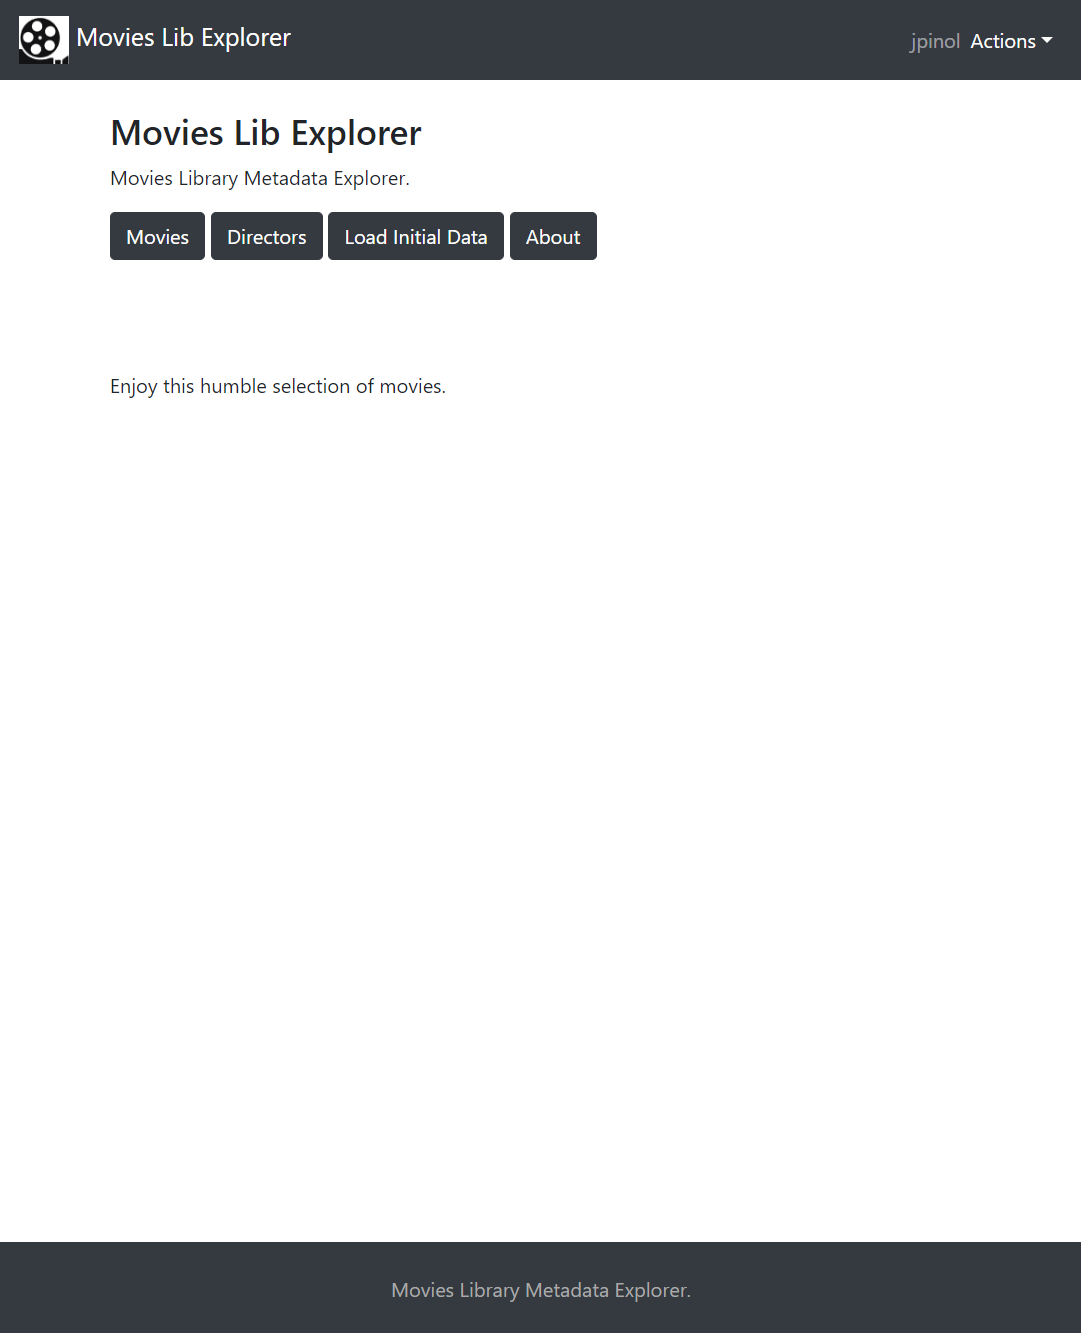 Movies Lib Explorer
jpinol Actions
Movies Lib Explorer
Movies Library Metadata Explorer.
Movies Directors Load Initial Data About
Enjoy this humble selection of movies.
Movies Library Metadata Explorer.